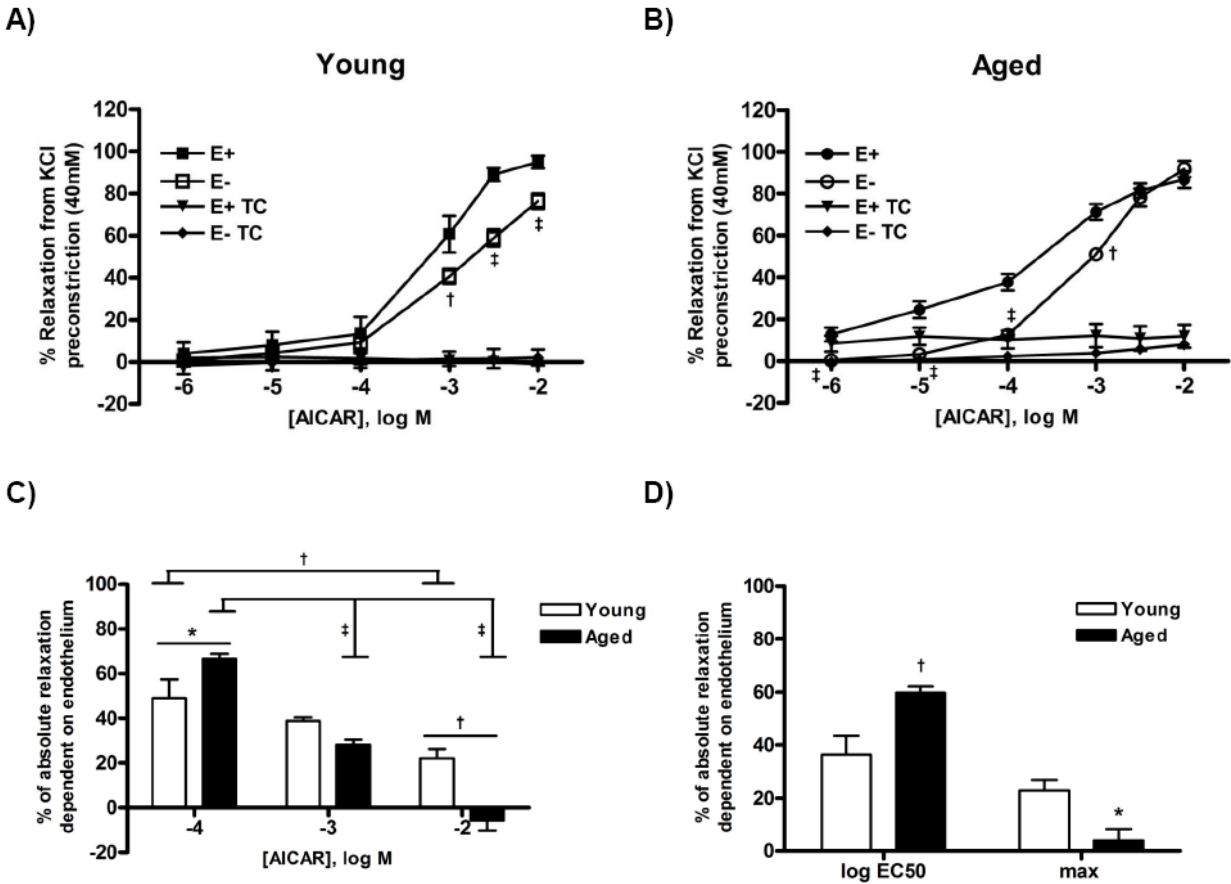 A)
Young
% Relaxation from KCl
preconstriction (40mM)
120
100
80
60
40
20
0
-20
E+
E-
E+ TC
E- TC
†
‡
‡
-6
-5
-4
-3
-2
[AICAR], log M
B)
Aged
% Relaxation from KCl
preconstriction (40mM)
120
100
80
60
40
20
0
-20
E+
E-
E+ TC
E- TC
†
‡
‡
‡
-6
-5
-4
-3
-2
[AICAR], log M
C)
% of absolute relaxation
dependent on endothelium
100
80
60
40
20
0
-20
†
‡
‡
*
†
Young
Aged
-4
-3
-2
[AICAR], log M
D)
% of absolute relaxation
dependent on endothelium
100
80
60
40
20
0
Young
Aged
†
*
log EC50
max